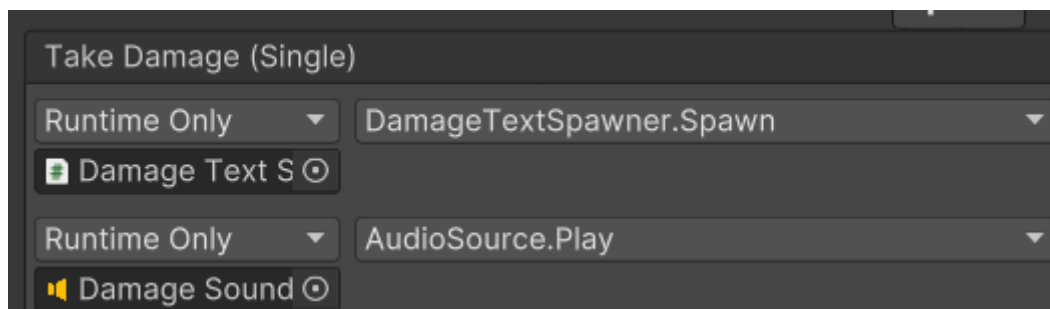 Take Damage (Single)
Runtime Only DamageTextSpawner.Spawn
Damage Text S
Runtime Only AudioSource.Play
Damage Sound